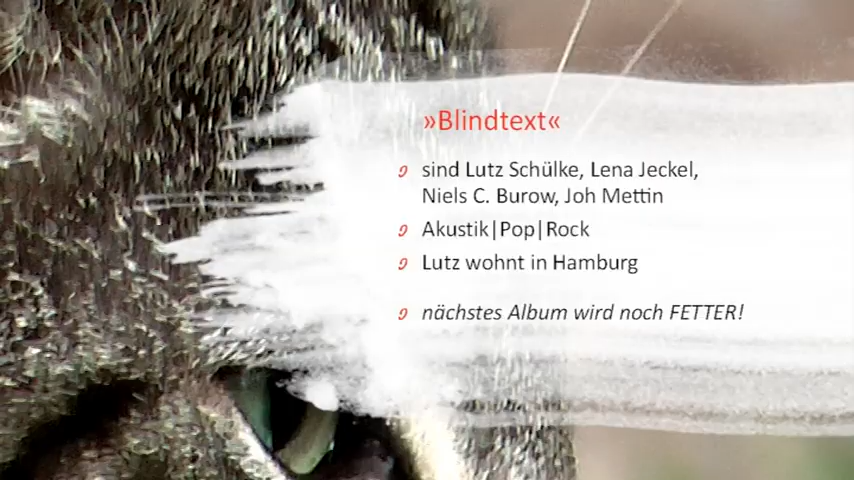 »Blindtext«
sind Lutz Schülke, Lena Jeckel,
Niels C. Burow, Joh Mettin
Akustik|Pop|Rock
Lutz wohnt in Hamburg
nächstes Album wird noch FETTER!